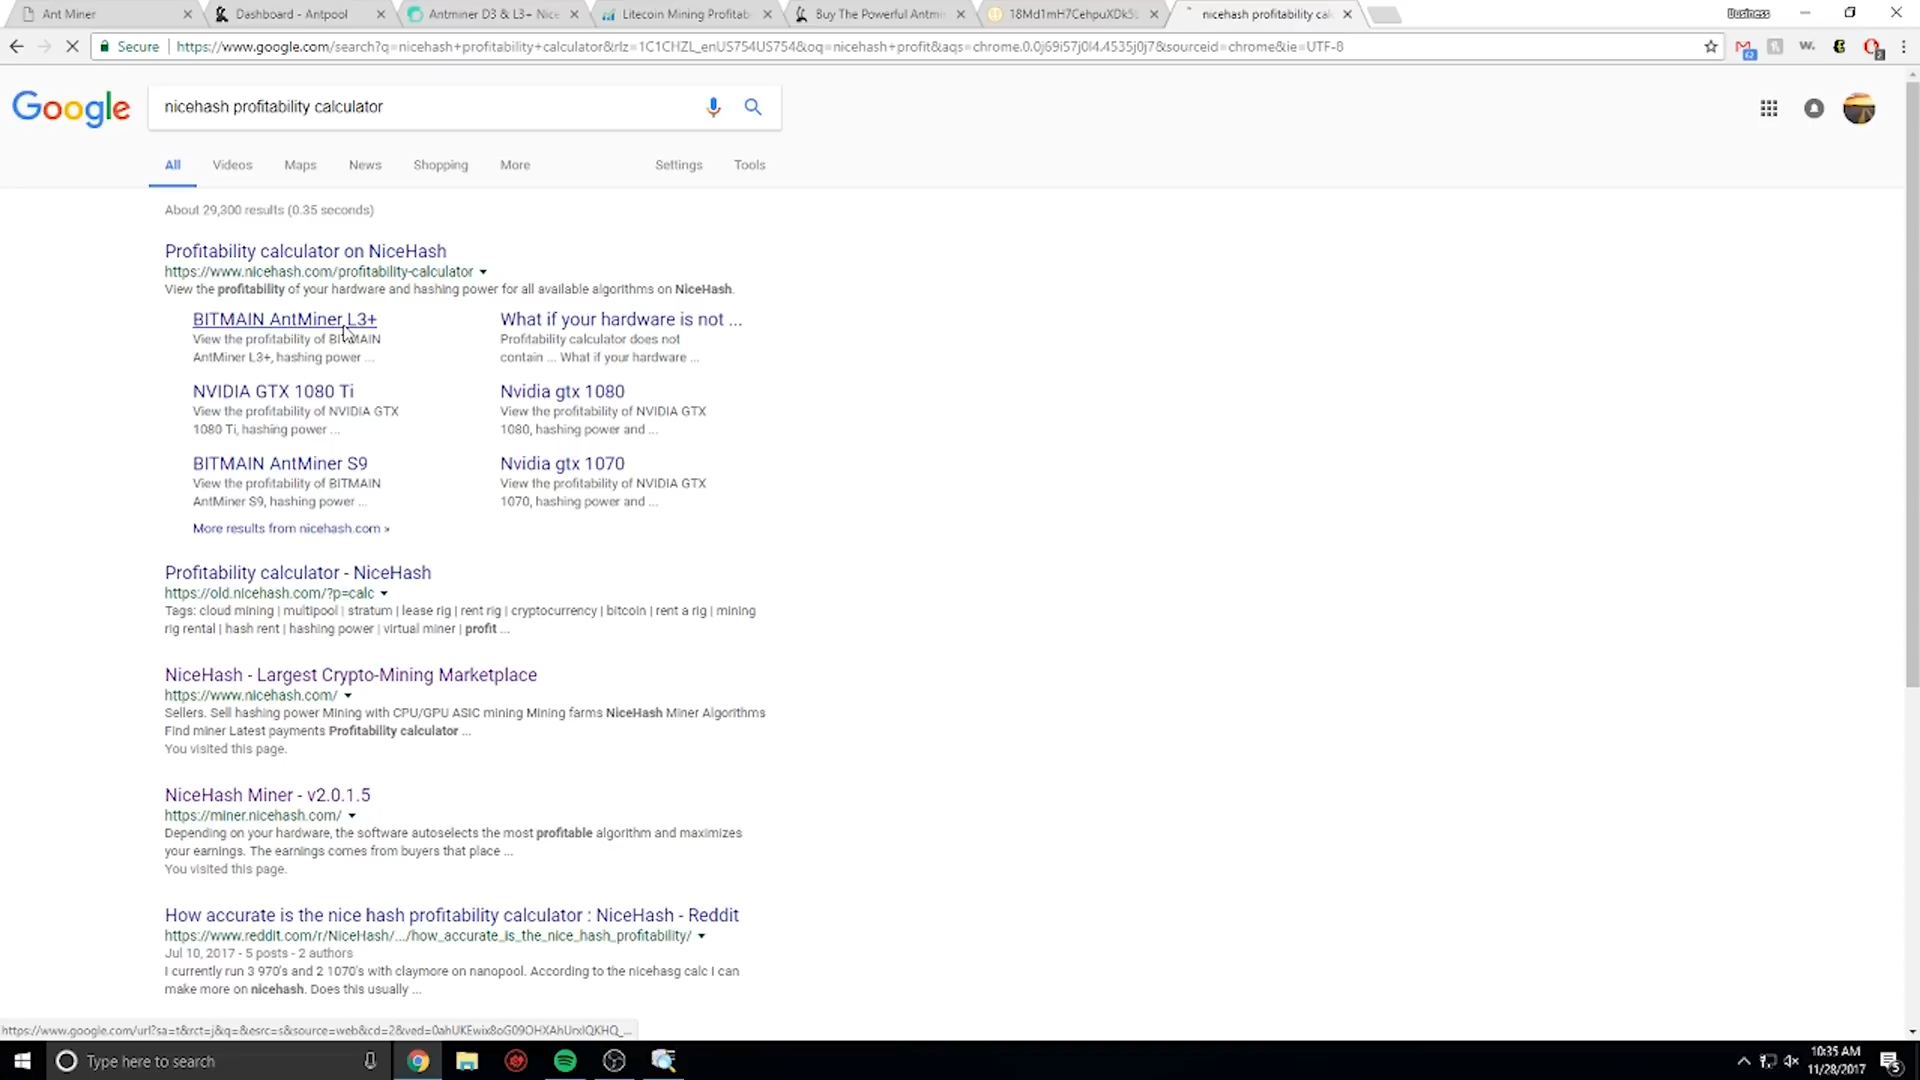 Ant Miner
Dashboard - Antpool
Antminer D3 & L3+ Nice
Litecoin Mining Profitab
Buy The Powerful Antmi
18Md1mH7CehpuXDk5
nicehash profitability cal
Business
Secure
https://www.google.com/search?q=nicehash+profitability+calculator&rlz=1C1CHZL_enUS754US754&oq=nicehash+profit&aqs=chrome.0.0j69i57j0l4.4535j0j7&sourceid=chrome&ie=UTF-8
Google
nicehash profitability calculator
All
Videos
Maps
News
Shopping
More
Settings
Tools
About 29,300 results (0.35 seconds)
Profitability calculator on NiceHash
https://www.nicehash.com/profitability-calculator
View the profitability of your hardware and hashing power for all available algorithms on NiceHash.
BITMAIN AntMiner L3+
View the profitability of BITMAIN
AntMiner L3+, hashing power ...
What if your hardware is not ...
Profitability calculator does not
contain ... What if your hardware ...
NVIDIA GTX 1080 Ti
View the profitability of NVIDIA GTX
1080 Ti, hashing power ...
Nvidia gtx 1080
View the profitability of NVIDIA GTX
1080, hashing power and ...
BITMAIN AntMiner S9
View the profitability of BITMAIN
AntMiner S9, hashing power ...
Nvidia gtx 1070
View the profitability of NVIDIA GTX
1070, hashing power and ...
More results from nicehash.com »
Profitability calculator - NiceHash
https://old.nicehash.com/?p=calc
Tags: cloud mining | multipool | stratum | lease rig | rent rig | cryptocurrency | bitcoin | rent a rig | mining
rig rental | hash rent | hashing power | virtual miner | profit ...
NiceHash - Largest Crypto-Mining Marketplace
https://www.nicehash.com/
Sellers. Sell hashing power Mining with CPU/GPU ASIC mining Mining farms NiceHash Miner Algorithms
Find miner Latest payments Profitability calculator ...
You visited this page.
NiceHash Miner - v2.0.1.5
https://miner.nicehash.com/
Depending on your hardware, the software autoselects the most profitable algorithm and maximizes
your earnings. The earnings comes from buyers that place ...
You visited this page.
How accurate is the nice hash profitability calculator : NiceHash - Reddit
https://www.reddit.com/r/NiceHash/.../how_accurate_is_the_nice_hash_profitability/
Jul 10, 2017 - 5 posts - 2 authors
I currently run 3 970's and 2 1070's with claymore on nanopool. According to the nicehasg calc I can
make more on nicehash. Does this usually ...
Type here to search
10:35 AM
11/28/2017
5